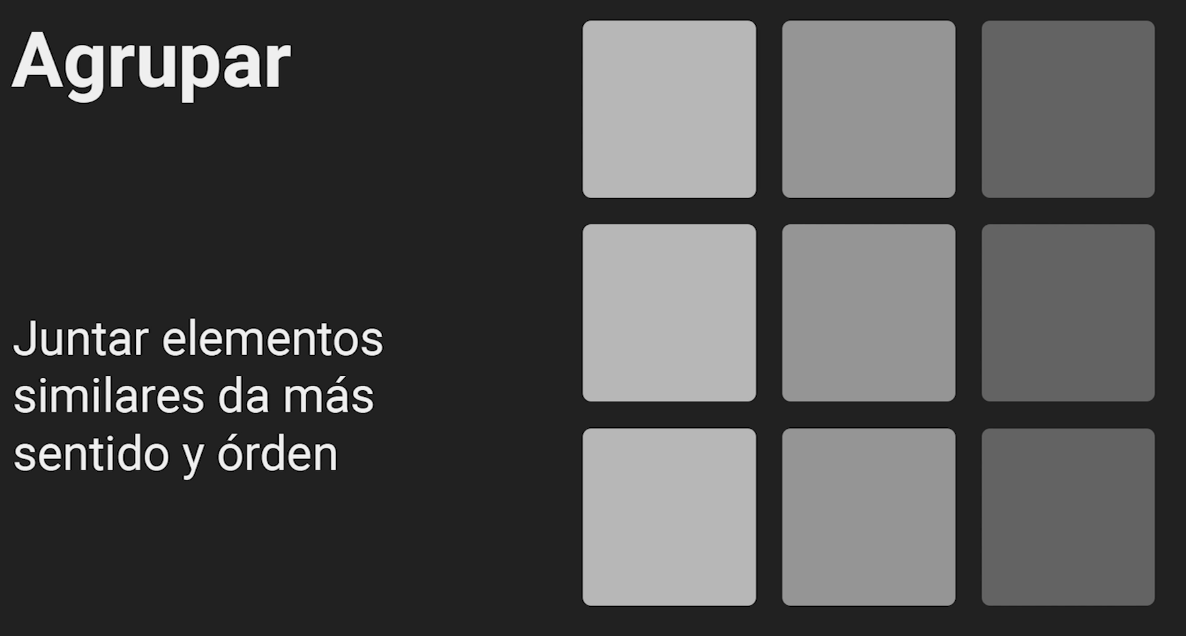 Agrupar
Juntar elementos
similares da más
sentido y órden